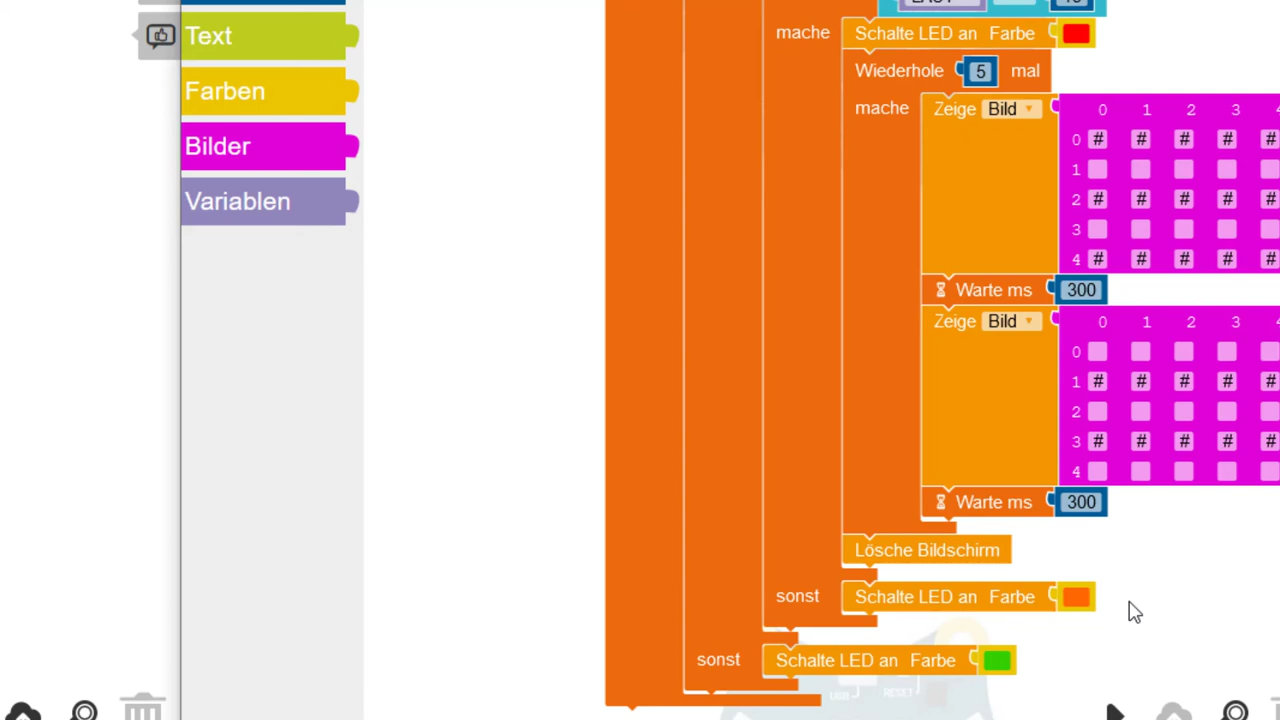 Text
Farben
Bilder
Variablen
mache Schalte LED an Farbe
Wiederhole 5 mal
mache Zeige Bild
0 1 2 3
0 # # # # #
1
2 # # # # #
3
4 # # # # #
Warte ms 300
Zeige Bild
0 1 2 3
0
1 # # # # #
2
3 # # # # #
4
Warte ms 300
Lösche Bildschirm
sonst Schalte LED an Farbe
sonst Schalte LED an Farbe
USB RESET